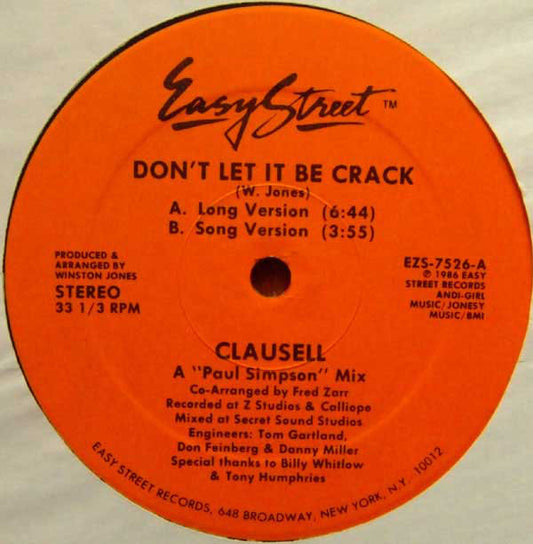 Easy Street ™
DON'T LET IT BE CRACK
(W. Jones)
A. Long Version (6:44)
B. Song Version (3:55)
PRODUCED &
ARRANGED BY
WINSTON JONES
STEREO
33 1/3 RPM
EZS-7526-A
℗ 1986 EASY
STREET RECORDS
ANDI-GIRL
MUSIC/JONESY
MUSIC/BMI
CLAUSELL
A "Paul Simpson" Mix
Co-Arranged by Fred Zarr
Recorded at Z Studios & Calliope
Mixed at Secret Sound Studios
Engineers: Tom Gartland,
Don Feinberg & Danny Miller
Special thanks to Billy Whitlow
& Tony Humphries
EASY STREET RECORDS, 648 BROADWAY, NEW YORK, N.Y. 10012